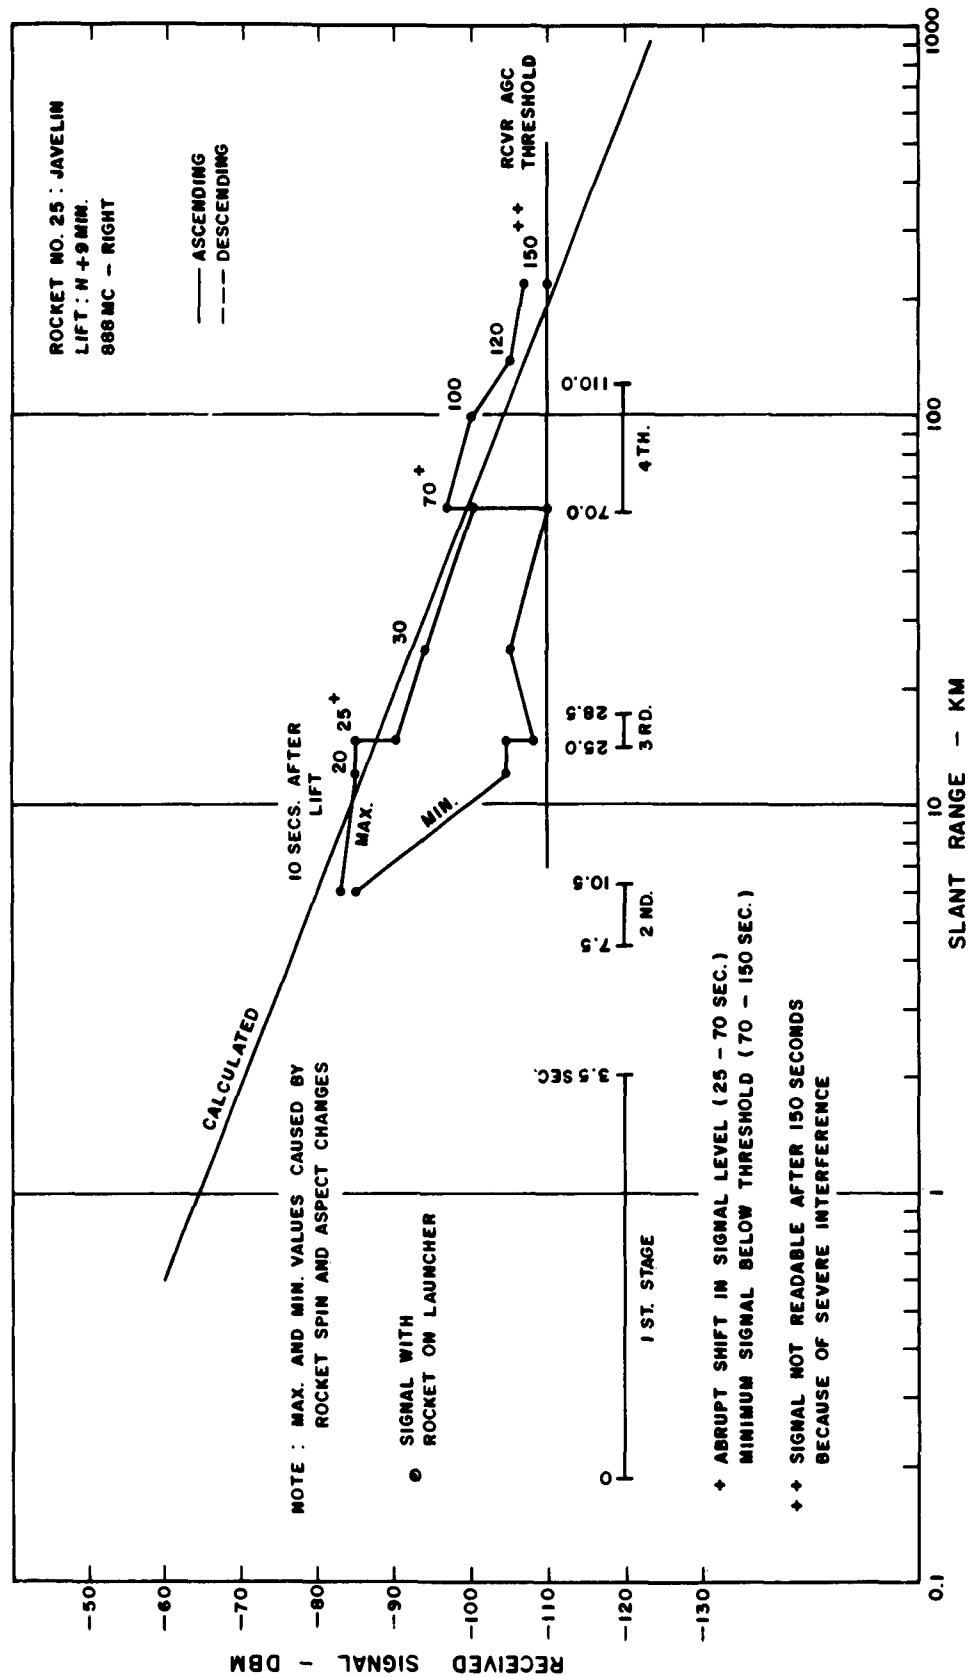 ROCKET NO. 25 : JAVELIN
LIFT : H + 9 MIN.
888 MC - RIGHT
ASCENDING
DESCENDING
RCVR AGC
THRESHOLD
150++
120
100
70+
30
25+
20
10 SECS. AFTER
LIFT
MAX.
MIN.
CALCULATED
NOTE : MAX. AND MIN. VALUES CAUSED BY
ROCKET SPIN AND ASPECT CHANGES
SIGNAL WITH
ROCKET ON LAUNCHER
0
3.5 SEC.
7.5
10.5
25.0
28.5
70.0
110.0
1 ST. STAGE
2 ND.
3 RD.
4 TH.
+ ABRUPT SHIFT IN SIGNAL LEVEL (25 - 70 SEC.)
MINIMUM SIGNAL BELOW THRESHOLD (70 - 150 SEC.)
++ SIGNAL NOT READABLE AFTER 150 SECONDS
BECAUSE OF SEVERE INTERFERENCE
-50
-60
-70
-80
-90
-100
-110
-120
-130
RECEIVED SIGNAL - DBM
0.1
1
10
100
1000
SLANT RANGE - KM